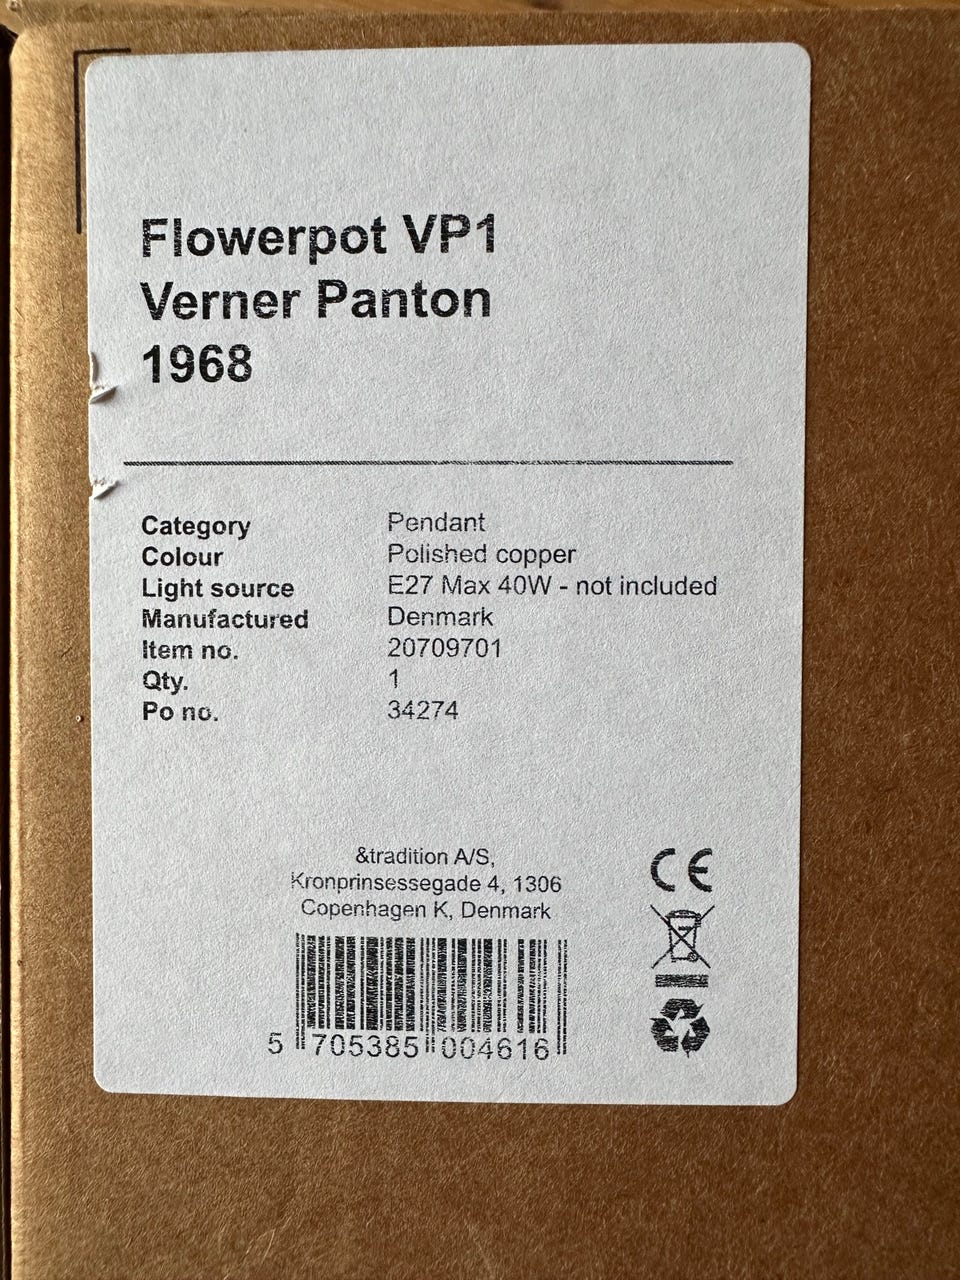 Flowerpot VP1
Verner Panton
1968
Category Pendant
Colour Polished copper
Light source E27 Max 40W - not included
Manufactured Denmark
Item no. 20709701
Qty. 1
Po no. 34274
&tradition A/S,
Kronprinsessegade 4, 1306
Copenhagen K, Denmark
CE
5 705385 004616